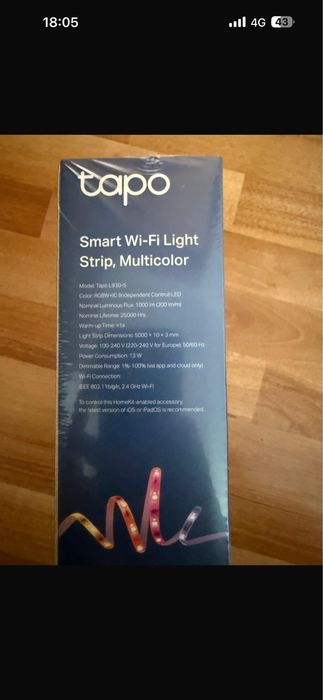 18:05
4G
43
tapo
Smart Wi-Fi Light
Strip, Multicolor
Model: Tapo L930-5
Color: RGBW+IC (Independent Control) LED
Nominal Luminous Flux: 1000 lm (200 lm/m)
Nominal Lifetime: 25000 Hrs
Warm-up Time: <1s
Light Strip Dimensions: 5000 × 10 × 3 mm
Voltage: 100-240 V (220-240 V for Europe), 50/60 Hz
Power Consumption: 13 W
Dimmable Range: 1%-100% (via app and cloud only)
Wi-Fi Connection:
IEEE 802.11b/g/n, 2.4 GHz Wi-Fi
To control this HomeKit-enabled accessory,
the latest version of iOS or iPadOS is recommended.